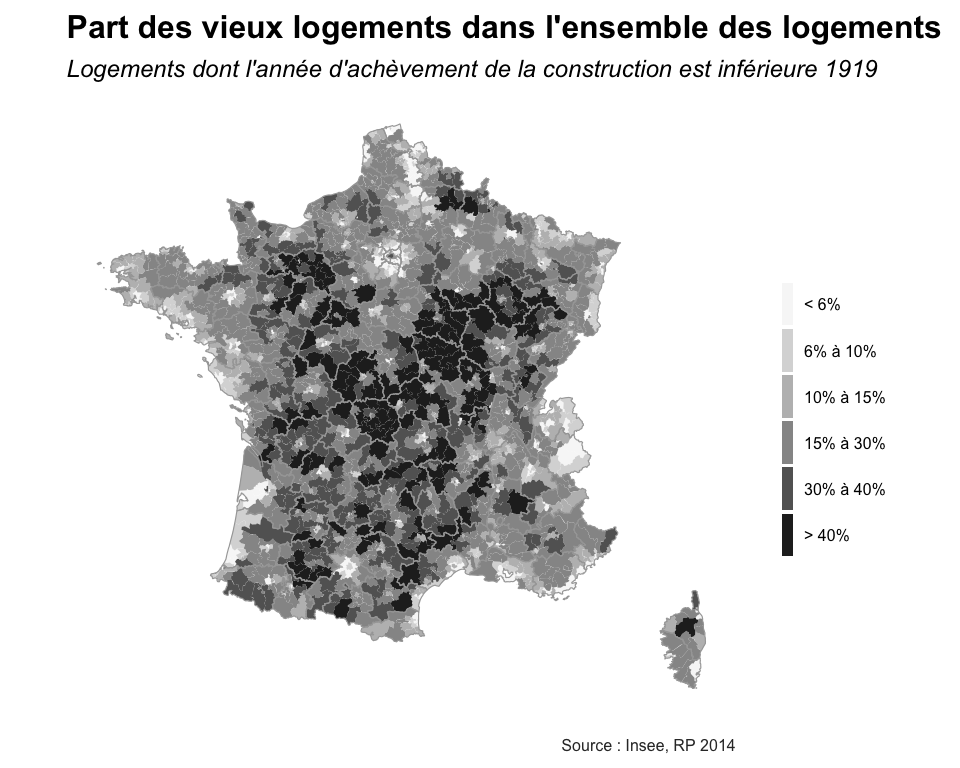 Part des vieux logements dans l'ensemble des logements
Logements dont l'année d'achèvement de la construction est inférieure 1919
< 6%
6% à 10%
10% à 15%
15% à 30%
30% à 40%
> 40%
Source : Insee, RP 2014